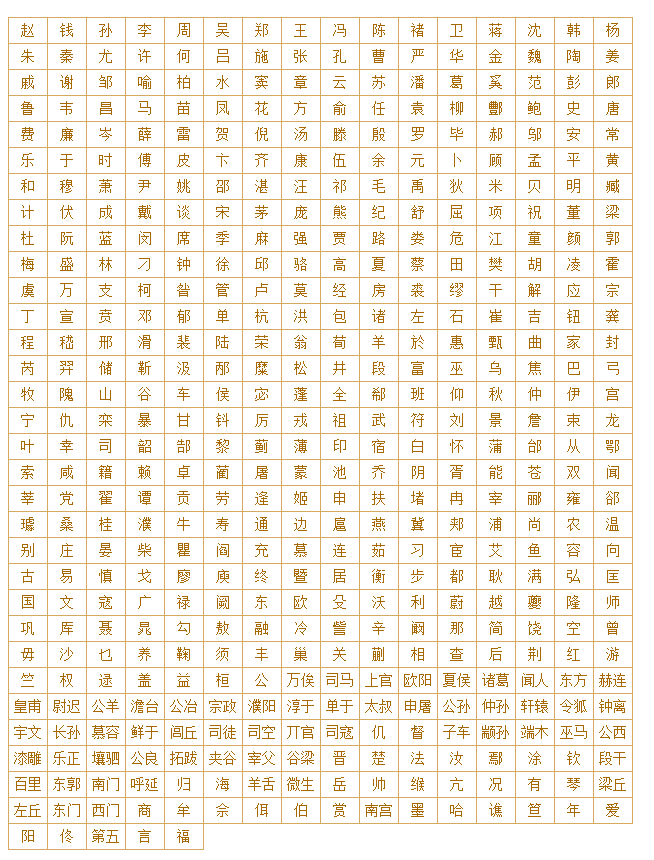 赵 钱 孙 李 周 吴 郑 王 冯 陈 褚 卫 蒋 沈 韩 杨
朱 秦 尤 许 何 吕 施 张 孔 曹 严 华 金 魏 陶 姜
戚 谢 邹 喻 柏 水 窦 章 云 苏 潘 葛 奚 范 彭 郎
鲁 韦 昌 马 苗 凤 花 方 俞 任 袁 柳 酆 鲍 史 唐
费 廉 岑 薛 雷 贺 倪 汤 滕 殷 罗 毕 郝 邬 安 常
乐 于 时 傅 皮 卞 齐 康 伍 余 元 卜 顾 孟 平 黄
和 穆 萧 尹 姚 邵 湛 汪 祁 毛 禹 狄 米 贝 明 臧
计 伏 成 戴 谈 宋 茅 庞 熊 纪 舒 屈 项 祝 董 梁
杜 阮 蓝 闵 席 季 麻 强 贾 路 娄 危 江 童 颜 郭
梅 盛 林 刁 钟 徐 邱 骆 高 夏 蔡 田 樊 胡 凌 霍
虞 万 支 柯 昝 管 卢 莫 经 房 裘 缪 干 解 应 宗
丁 宣 贲 邓 郁 单 杭 洪 包 诸 左 石 崔 吉 钮 龚
程 嵇 邢 滑 裴 陆 荣 翁 荀 羊 於 惠 甄 曲 家 封
芮 羿 储 靳 汲 邴 糜 松 井 段 富 巫 乌 焦 巴 弓
牧 隗 山 谷 车 侯 宓 蓬 全 郗 班 仰 秋 仲 伊 宫
宁 仇 栾 暴 甘 钭 厉 戎 祖 武 符 刘 景 詹 束 龙
叶 幸 司 韶 郜 黎 蓟 薄 印 宿 白 怀 蒲 邰 从 鄂
索 咸 籍 赖 卓 蔺 屠 蒙 池 乔 阴 胥 能 苍 双 闻
莘 党 翟 谭 贡 劳 逄 姬 申 扶 堵 冉 宰 郦 雍 郤
璩 桑 桂 濮 牛 寿 通 边 扈 燕 冀 郏 浦 尚 农 温
别 庄 晏 柴 瞿 阎 充 慕 连 茹 习 宦 艾 鱼 容 向
古 易 慎 戈 廖 庾 终 暨 居 衡 步 都 耿 满 弘 匡
国 文 寇 广 禄 阙 东 欧 殳 沃 利 蔚 越 夔 隆 师
巩 厍 聂 晁 勾 敖 融 冷 訾 辛 阚 那 简 饶 空 曾
毋 沙 乜 养 鞠 须 丰 巢 关 蒯 相 查 后 荆 红 游
竺 权 逯 盖 益 桓 公 万俟 司马 上官 欧阳 夏侯 诸葛 闻人 东方 赫连
皇甫 尉迟 公羊 澹台 公冶 宗政 濮阳 淳于 单于 太叔 申屠 公孙 仲孙 轩辕 令狐 钟离
宇文 长孙 慕容 鲜于 闾丘 司徒 司空 亓官 司寇 仉 督 子车 颛孙 端木 巫马 公西
漆雕 乐正 壤驷 公良 拓跋 夹谷 宰父 谷梁 晋 楚 法 汝 鄢 涂 钦 段干
百里 东郭 南门 呼延 归 海 羊舌 微生 岳 帅 缑 亢 况 有 琴 梁丘
左丘 东门 西门 商 牟 佘 佴 伯 赏 南宫 墨 哈 谯 笪 年 爱
阳 佟 第五 言 福